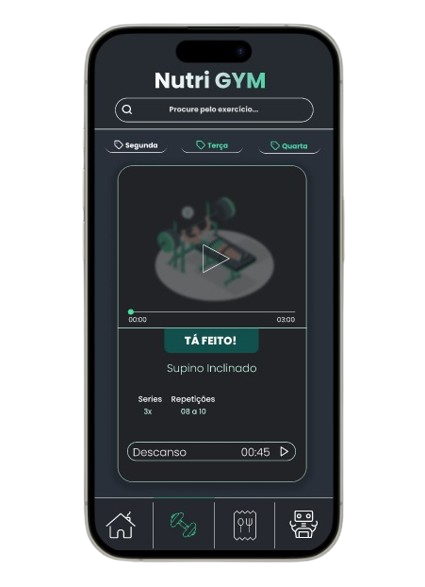 Nutri GYM
Procure pelo exercício...
Segunda
Terça
Quarta
00:00 03:00
TÁ FEITO!
Supino Inclinado
Series Repetições
3x 08 a 10
Descanso 00:45